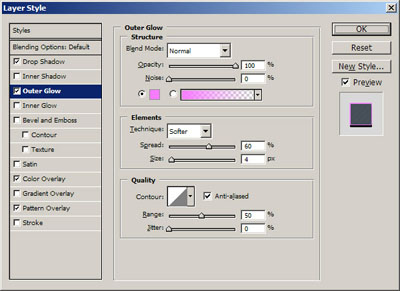 Layer Style
Styles
Blending Options: Default
Drop Shadow
Inner Shadow
Outer Glow
Inner Glow
Bevel and Emboss
Contour
Texture
Satin
Color Overlay
Gradient Overlay
Pattern Overlay
Stroke
Outer Glow
Structure
Blend Mode: Normal
Opacity: 100 %
Noise: 0 %
Elements
Technique: Softer
Spread: 60 %
Size: 4 px
Quality
Contour: Anti-aliased
Range: 50 %
Jitter: 0 %
OK
Reset
New Style...
Preview